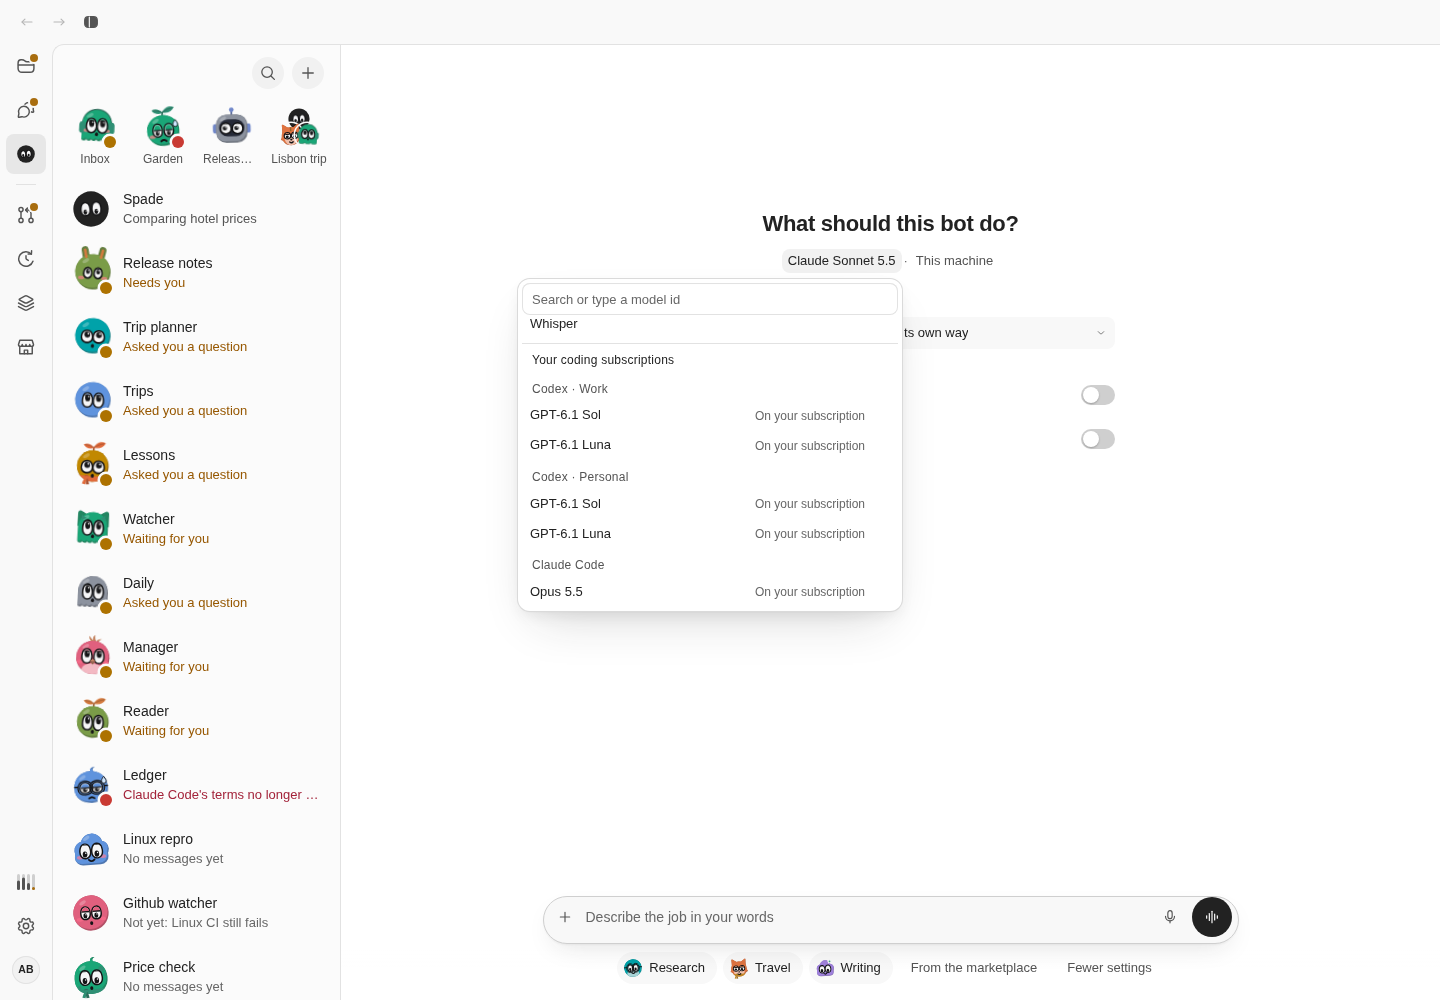 Inbox
Garden
Releas…
Lisbon trip
Spade
Comparing hotel prices
Release notes
Needs you
Trip planner
Asked you a question
Trips
Asked you a question
Lessons
Asked you a question
Watcher
Waiting for you
Daily
Asked you a question
Manager
Waiting for you
Reader
Waiting for you
Ledger
Claude Code's terms no longer …
Linux repro
No messages yet
Github watcher
Not yet: Linux CI still fails
Price check
No messages yet
AB
What should this bot do?
Claude Sonnet 5.5 · This machine
Search or type a model id
Whisper
ts own way
Your coding subscriptions
Codex · Work
GPT-6.1 Sol On your subscription
GPT-6.1 Luna On your subscription
Codex · Personal
GPT-6.1 Sol On your subscription
GPT-6.1 Luna On your subscription
Claude Code
Opus 5.5 On your subscription
Describe the job in your words
Research
Travel
Writing
From the marketplace
Fewer settings